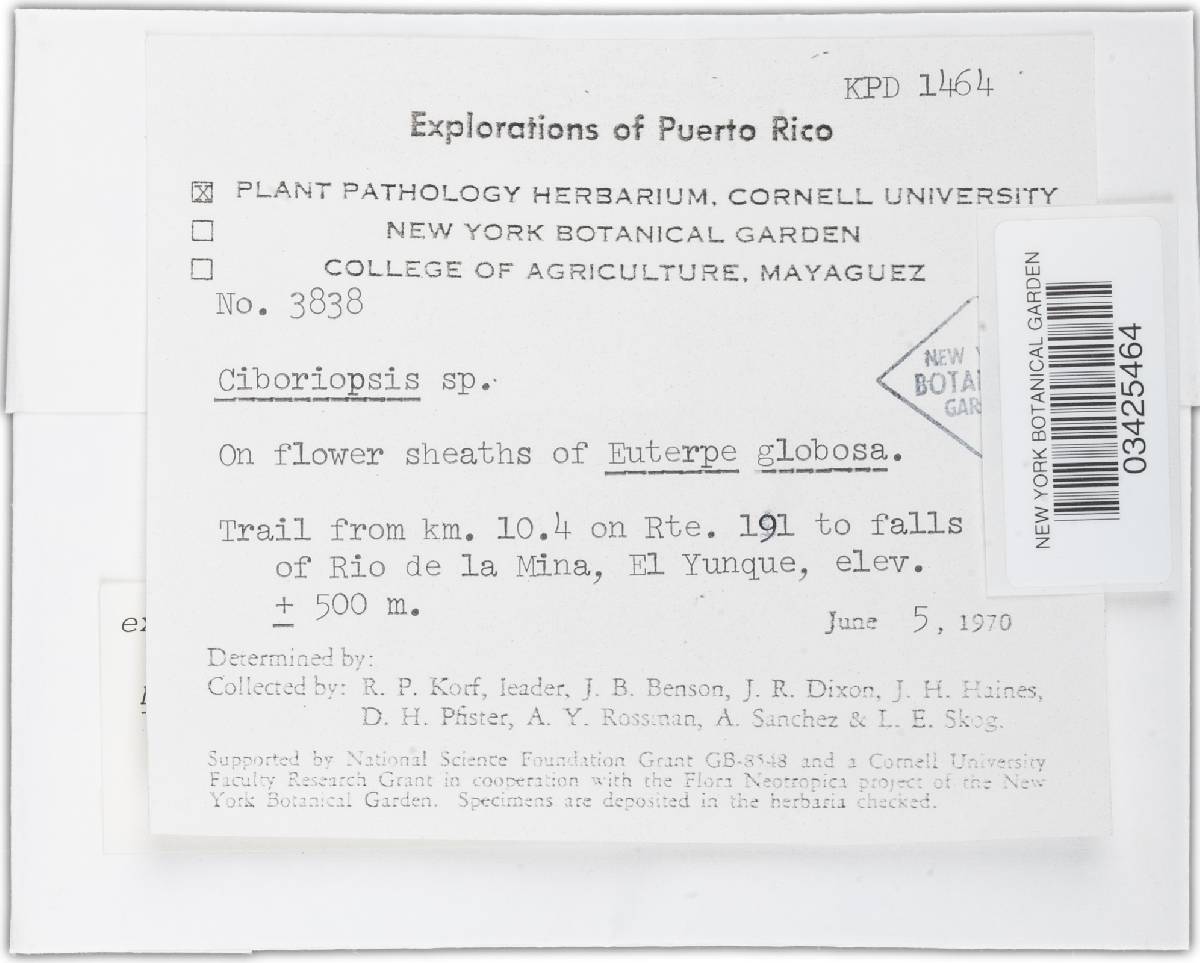 KPD 1464
Explorations of Puerto Rico
☒ PLANT PATHOLOGY HERBARIUM, CORNELL UNIVERSITY
☐ NEW YORK BOTANICAL GARDEN
☐ COLLEGE OF AGRICULTURE, MAYAGUEZ
No. 3838
Ciboriopsis sp.
On flower sheaths of Euterpe globosa.
Trail from km. 10.4 on Rte. 191 to falls
of Rio de la Mina, El Yunque, elev.
± 500 m.
June 5, 1970
Determined by:
Collected by: R. P. Korf, leader, J. B. Benson, J. R. Dixon, J. H. Haines,
D. H. Pfister, A. Y. Rossman, A. Sanchez & L. E. Skog.
Supported by National Science Foundation Grant GB-8548 and a Cornell University
Faculty Research Grant in cooperation with the Flora Neotropica project of the New
York Botanical Garden. Specimens are deposited in the herbaria checked.
NEW
BOTA
GAR
NEW YORK BOTANICAL GARDEN
03425464